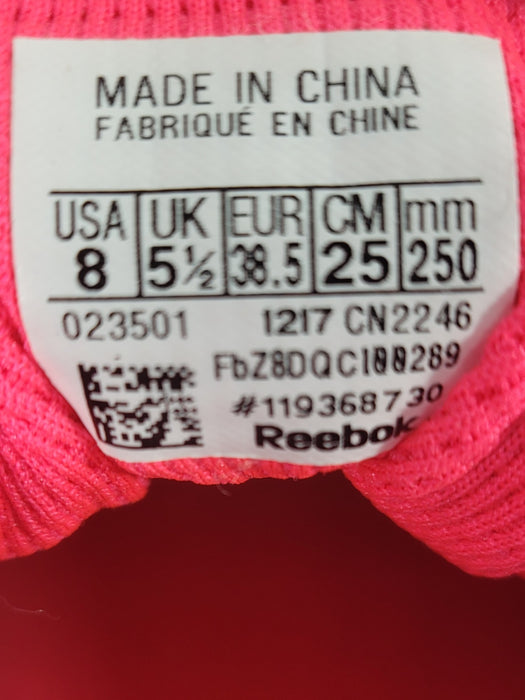 MADE IN CHINA
FABRIQUÉ EN CHINE
USA UK EUR CM mm
8 5½ 38.5 25 250
023501 1217 CN2246
FbZ8DQC100289
#119368730
Reebok